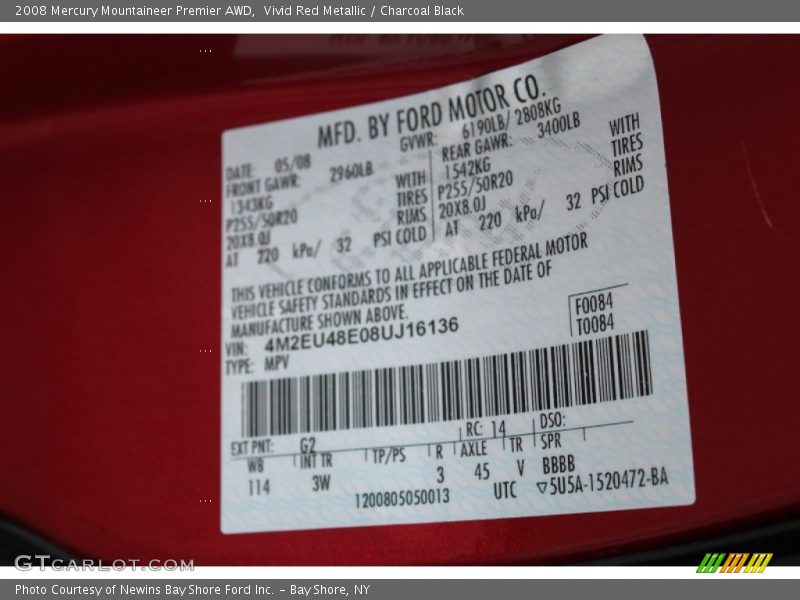 2008 Mercury Mountaineer Premier AWD,  Vivid Red Metallic / Charcoal Black
MFD. BY FORD MOTOR CO.
DATE: 05/08 GVWR: 6190LB/ 2808KG
FRONT GAWR: 2960LB REAR GAWR: 3400LB
1343KG WITH 1542KG WITH
P255/50R20 TIRES P255/50R20 TIRES
20X8.0J RIMS 20X8.0J RIMS
AT 220 kPa/ 32 PSI COLD AT 220 kPa/ 32 PSI COLD
THIS VEHICLE CONFORMS TO ALL APPLICABLE FEDERAL MOTOR
VEHICLE SAFETY STANDARDS IN EFFECT ON THE DATE OF
MANUFACTURE SHOWN ABOVE.
VIN: 4M2EU48E08UJ16136 F0084
TYPE: MPV T0084
EXT PNT: G2 RC: 14 DSO:
WB INT TR TP/PS R AXLE TR SPR
114 3W 3 45 V BBBB
1200805050013 UTC ▽5U5A-1520472-BA
GTCARLOT.COM
Photo Courtesy of Newins Bay Shore Ford Inc. - Bay Shore, NY